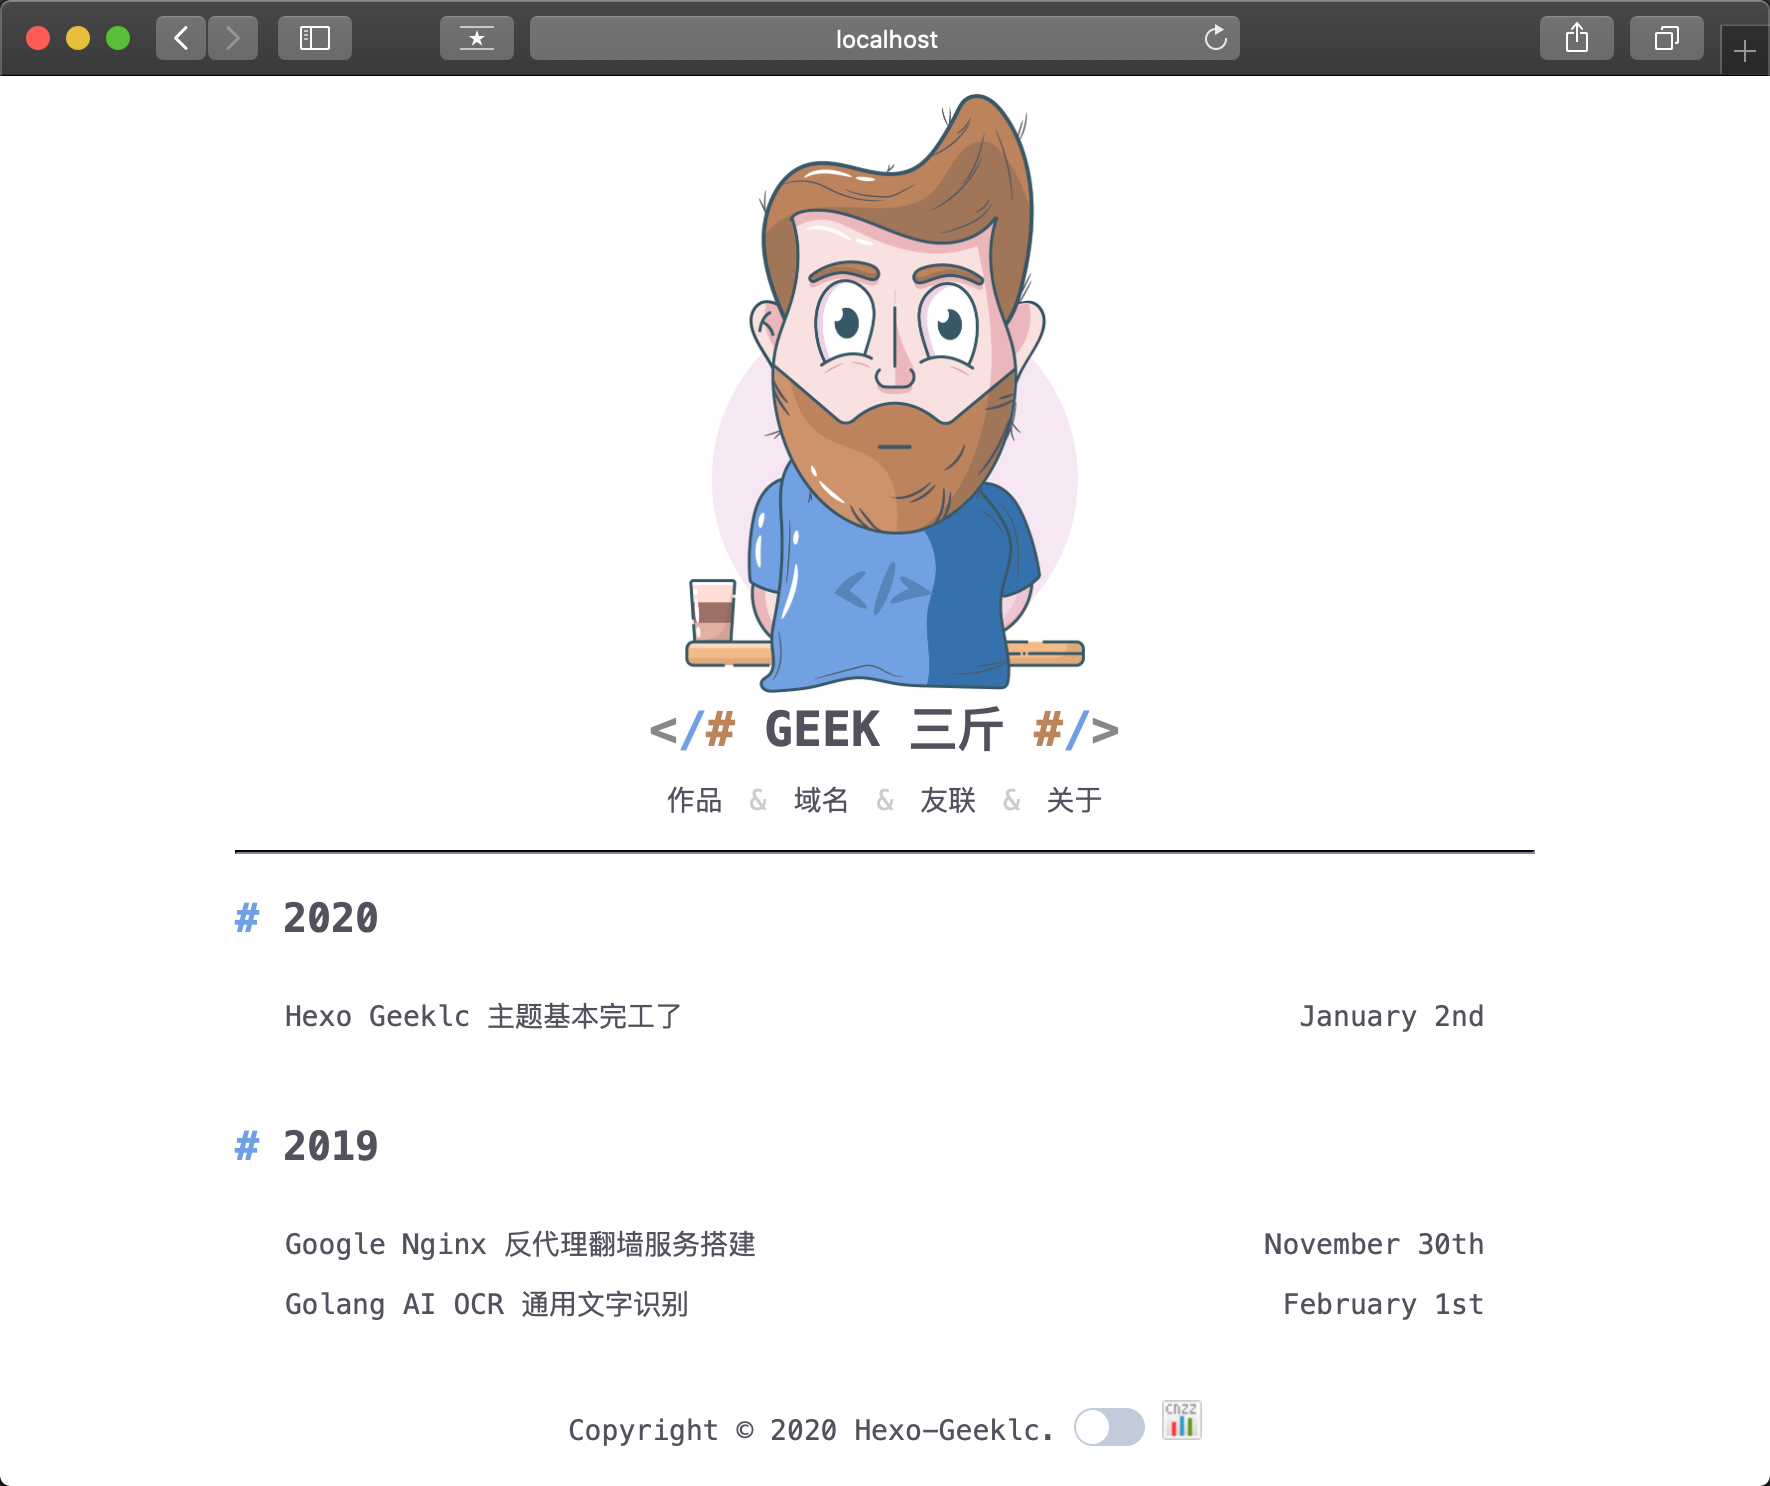 localhost
</>
</# GEEK 三斤 #/>
作品 & 域名 & 友联 & 关于
# 2020
Hexo Geeklc 主题基本完工了 January 2nd
# 2019
Google Nginx 反代理翻墙服务搭建 November 30th
Golang AI OCR 通用文字识别 February 1st
Copyright © 2020 Hexo-Geeklc. CNZZ